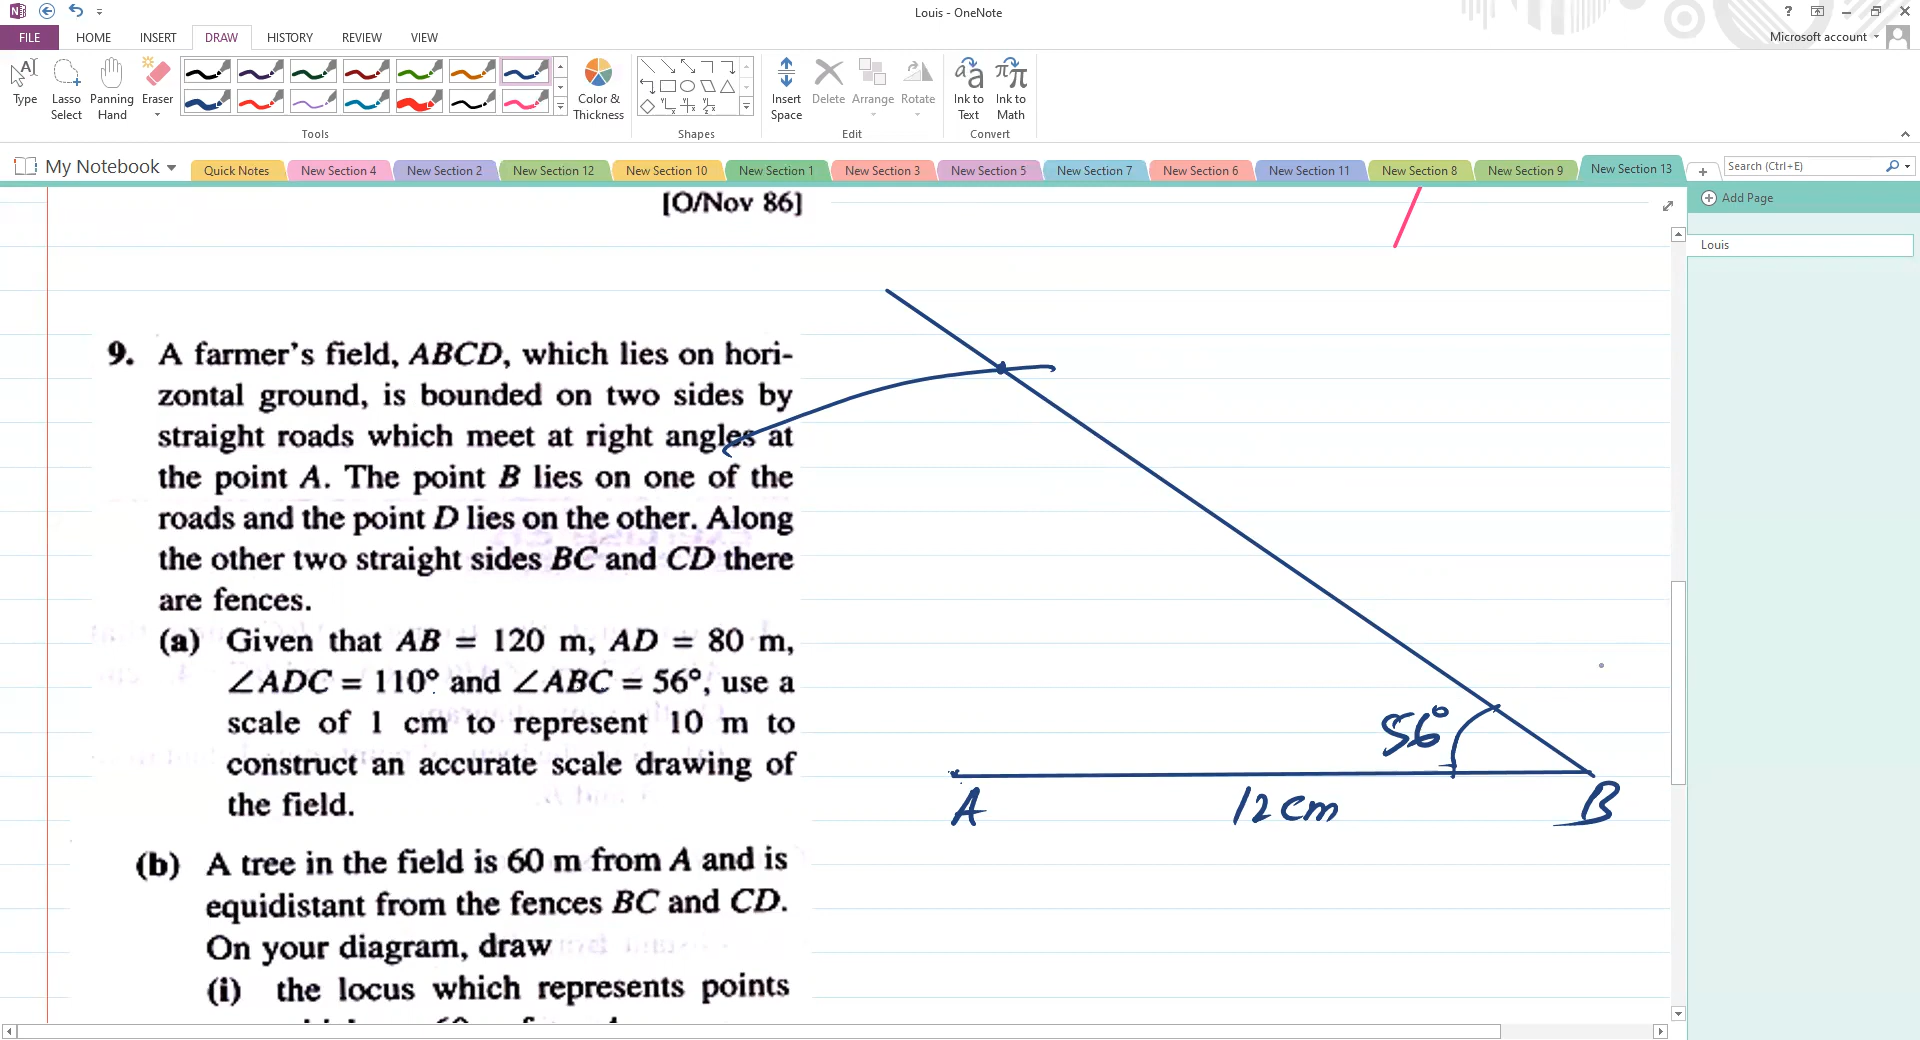 Louis - OneNote
FILE HOME INSERT DRAW HISTORY REVIEW VIEW
Microsoft account
Type
Lasso Select
Panning Hand
Eraser
Color & Thickness
Insert Space
Delete
Arrange
Rotate
Ink to Text
Ink to Math
Tools
Shapes
Edit
Convert
My Notebook
Quick Notes New Section 4 New Section 2 New Section 12 New Section 10 New Section 1 New Section 3 New Section 5 New Section 7 New Section 6 New Section 11 New Section 8 New Section 9 New Section 13
Search (Ctrl+E)
Add Page
Louis
[O/Nov 86]
9. A farmer's field, ABCD, which lies on hori-
zontal ground, is bounded on two sides by
straight roads which meet at right angles at
the point A. The point B lies on one of the
roads and the point D lies on the other. Along
the other two straight sides BC and CD there
are fences.
(a) Given that AB = 120 m, AD = 80 m,
∠ADC = 110° and ∠ABC = 56°, use a
scale of 1 cm to represent 10 m to
construct an accurate scale drawing of
the field.
(b) A tree in the field is 60 m from A and is
equidistant from the fences BC and CD.
On your diagram, draw
(i) the locus which represents points
56°
A 12cm B